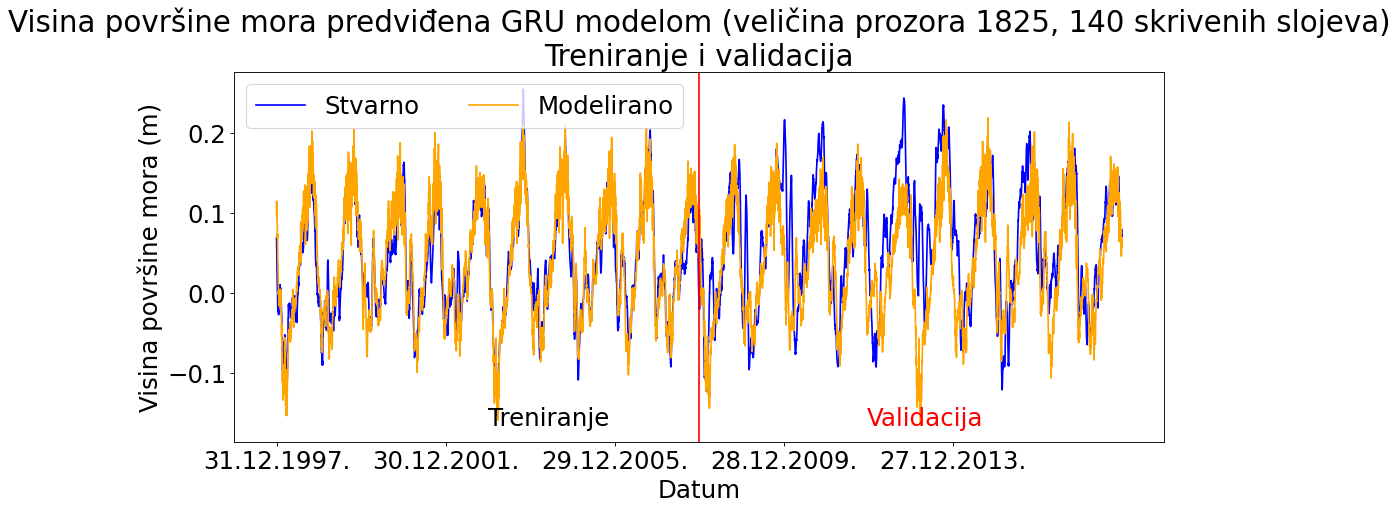 Visina površine mora predviđena GRU modelom (veličina prozora 1825, 140 skrivenih slojeva)
Treniranje i validacija
Stvarno Modelirano
Visina površine mora (m)
0.2
0.1
0.0
−0.1
Treniranje Validacija
31.12.1997. 30.12.2001. 29.12.2005. 28.12.2009. 27.12.2013.
Datum